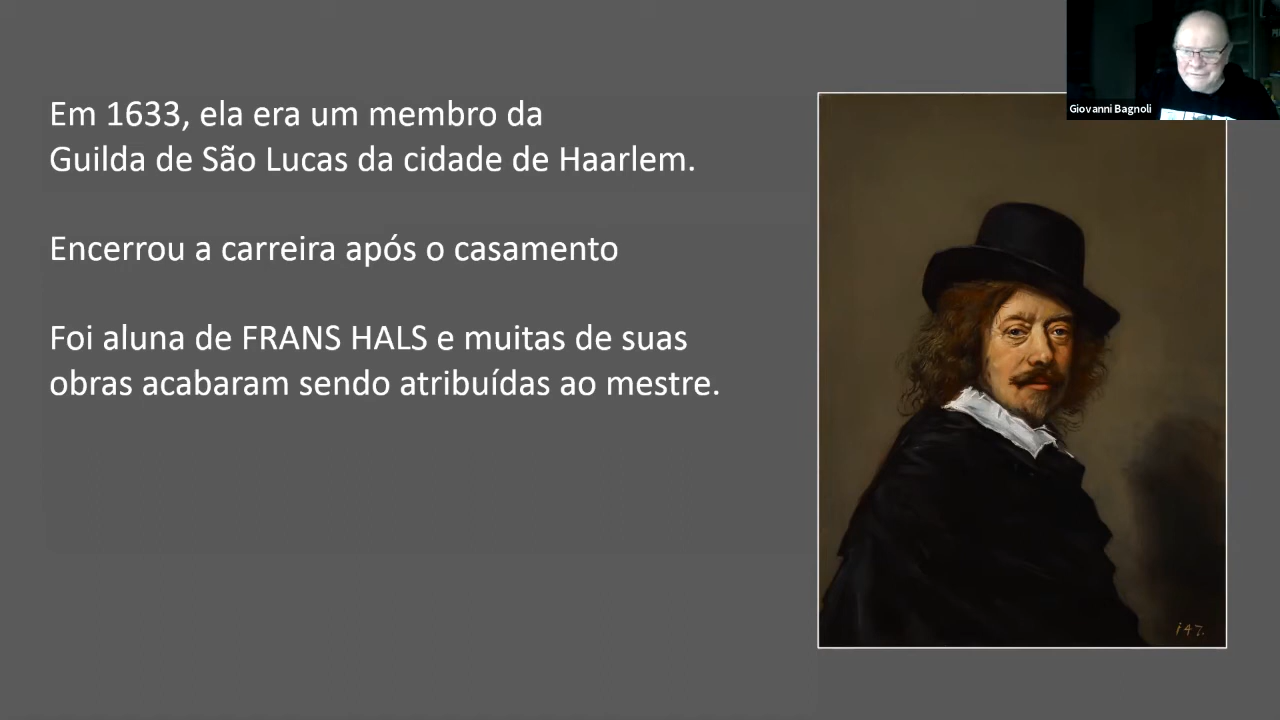 Em 1633, ela era um membro da
Guilda de São Lucas da cidade de Haarlem.
Encerrou a carreira após o casamento
Foi aluna de FRANS HALS e muitas de suas
obras acabaram sendo atribuídas ao mestre.
Giovanni Bagnoli
147.